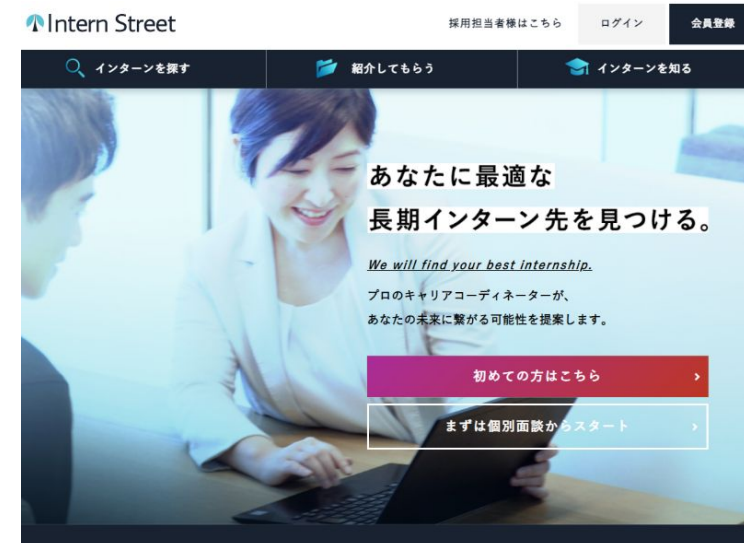 Intern Street
採用担当者様はこちら
ログイン
会員登録
インターンを探す
紹介してもらう
インターンを知る
あなたに最適な
長期インターン先を見つける。
We will find your best internship.
プロのキャリアコーディネーターが、
あなたの未来に繋がる可能性を提案します。
初めての方はこちら
まずは個別面談からスタート